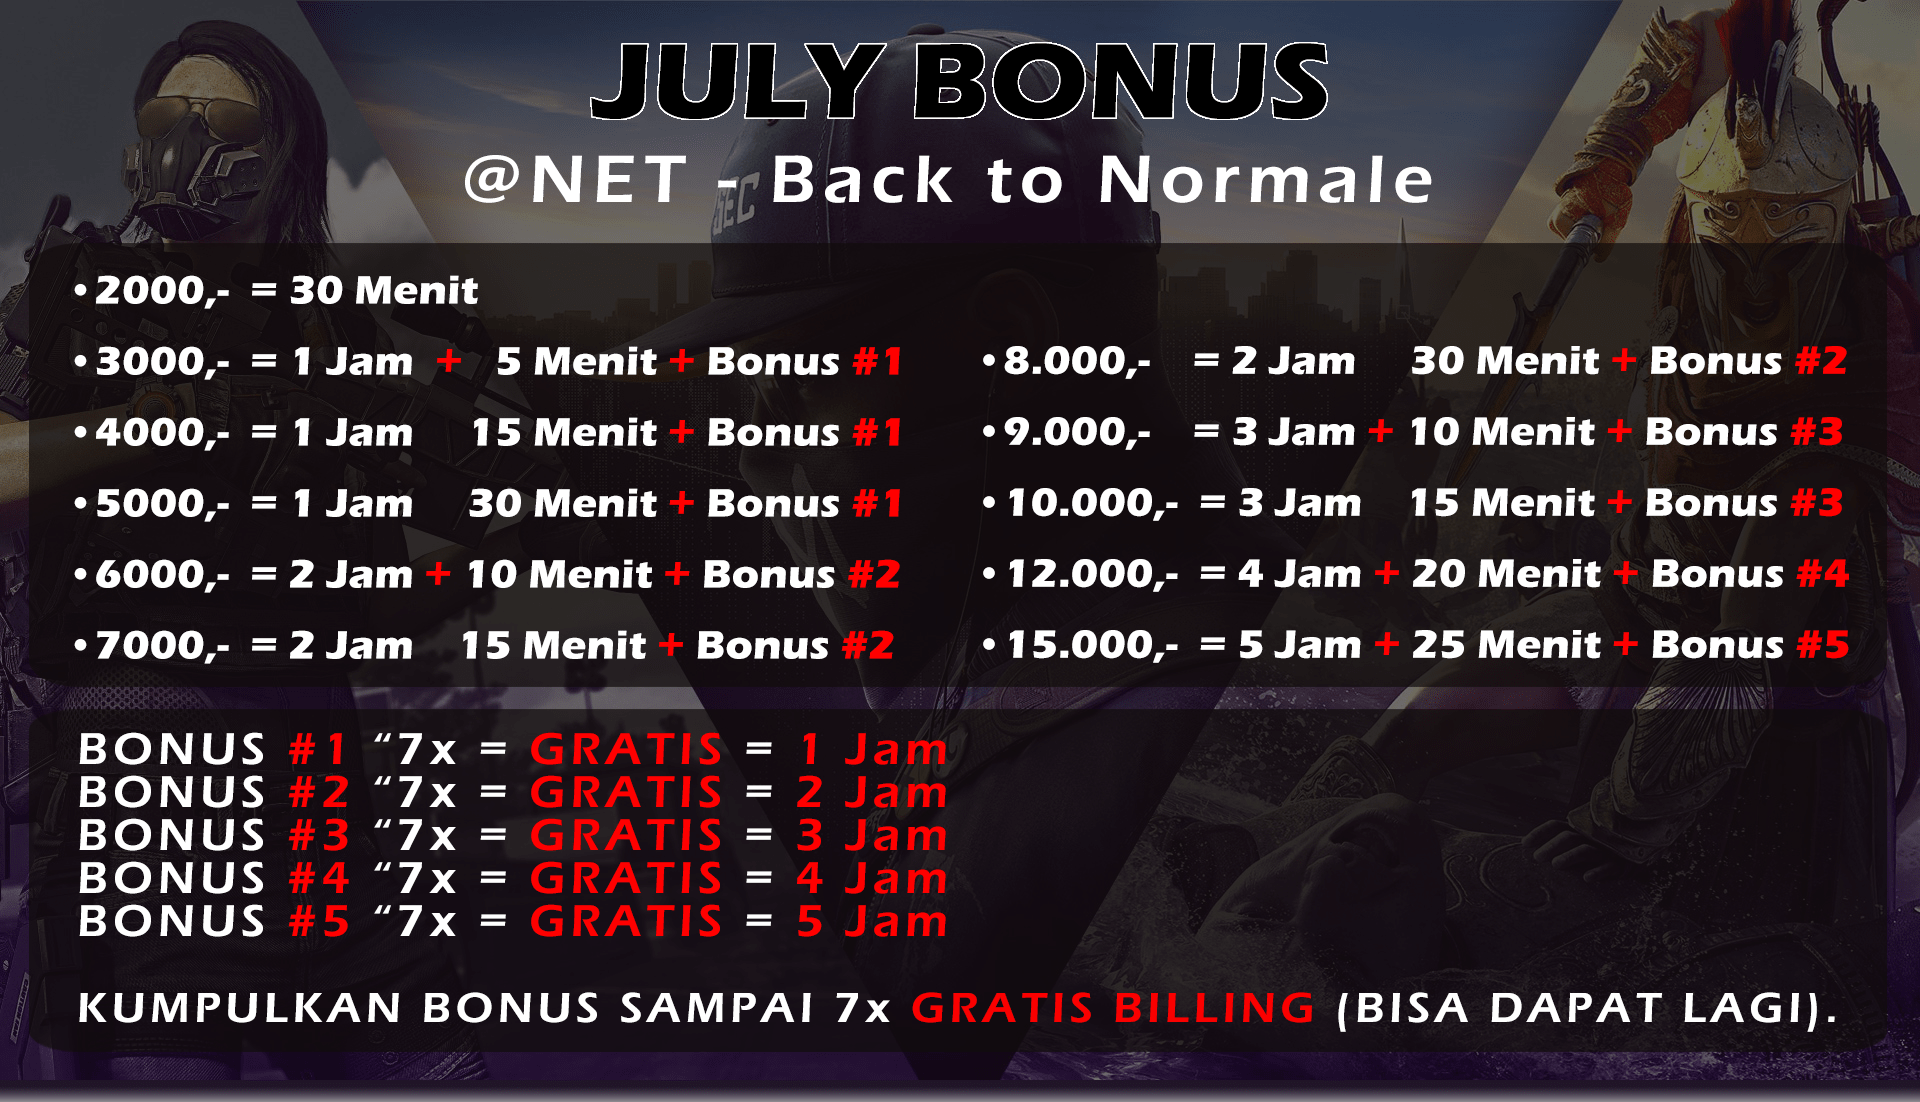 JULY BONUS
@NET - Back to Normale
• 2000,- = 30 Menit
• 3000,- = 1 Jam + 5 Menit + Bonus #1
• 4000,- = 1 Jam 15 Menit + Bonus #1
• 5000,- = 1 Jam 30 Menit + Bonus #1
• 6000,- = 2 Jam + 10 Menit + Bonus #2
• 7000,- = 2 Jam 15 Menit + Bonus #2
• 8.000,- = 2 Jam 30 Menit + Bonus #2
• 9.000,- = 3 Jam + 10 Menit + Bonus #3
• 10.000,- = 3 Jam 15 Menit + Bonus #3
• 12.000,- = 4 Jam + 20 Menit + Bonus #4
• 15.000,- = 5 Jam + 25 Menit + Bonus #5
BONUS #1 “7x = GRATIS = 1 Jam
BONUS #2 “7x = GRATIS = 2 Jam
BONUS #3 “7x = GRATIS = 3 Jam
BONUS #4 “7x = GRATIS = 4 Jam
BONUS #5 “7x = GRATIS = 5 Jam
KUMPULKAN BONUS SAMPAI 7x GRATIS BILLING (BISA DAPAT LAGI).